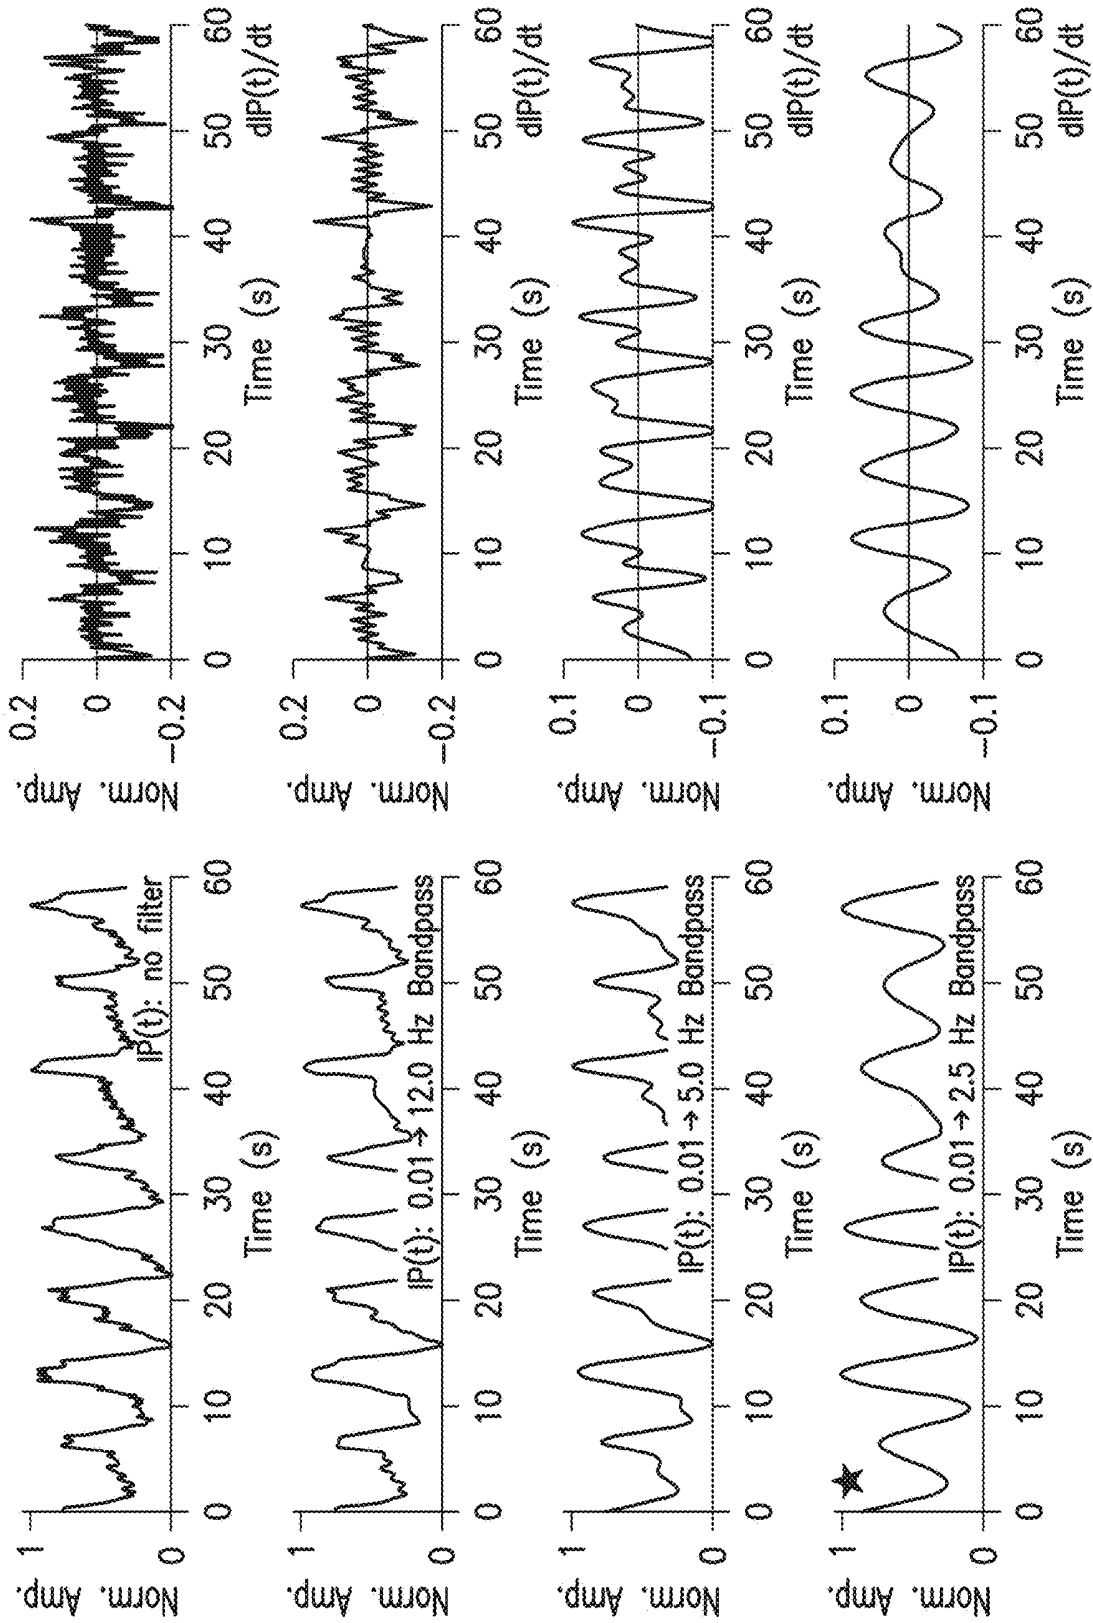 Norm. Amp.
1
0
IP(t): no filter
0 10 20 30 40 50 60
Time (s)
Norm. Amp.
0.2
0
-0.2
0 10 20 30 40 50 60
Time (s)
dIP(t)/dt
Norm. Amp.
1
0
IP(t): 0.01→12.0 Hz Bandpass
0 10 20 30 40 50 60
Time (s)
Norm. Amp.
0.2
0
-0.2
0 10 20 30 40 50 60
Time (s)
dIP(t)/dt
Norm. Amp.
1
0
IP(t): 0.01→5.0 Hz Bandpass
0 10 20 30 40 50 60
Time (s)
Norm. Amp.
0.1
0
-0.1
0 10 20 30 40 50 60
Time (s)
dIP(t)/dt
Norm. Amp.
1
0
IP(t): 0.01→2.5 Hz Bandpass
0 10 20 30 40 50 60
Time (s)
Norm. Amp.
0.1
0
-0.1
0 10 20 30 40 50 60
Time (s)
dIP(t)/dt